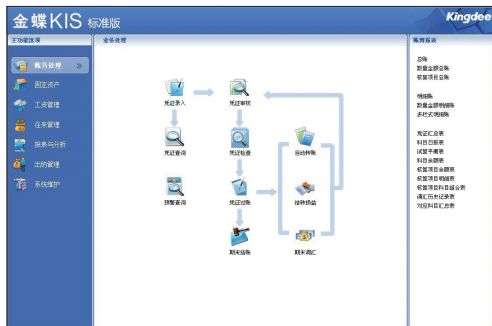 金蝶KIS 标准版
Kingdee
主功能选项
账务处理 »
固定资产
工资管理
往来管理
报表与分析
出纳管理
系统维护
业务处理
凭证录入
凭证审核
凭证查询
凭证检查
自动转账
预警查询
凭证过账
结转损益
期末结账
期末调汇
账簿报表
总账
数量金额总账
核算项目总账
明细账
数量金额明细账
多栏式明细账
凭证汇总表
科目日报表
试算平衡表
科目余额表
核算项目余额表
核算项目明细表
核算项目科目组合表
调汇历史记录表
对应科目汇总表